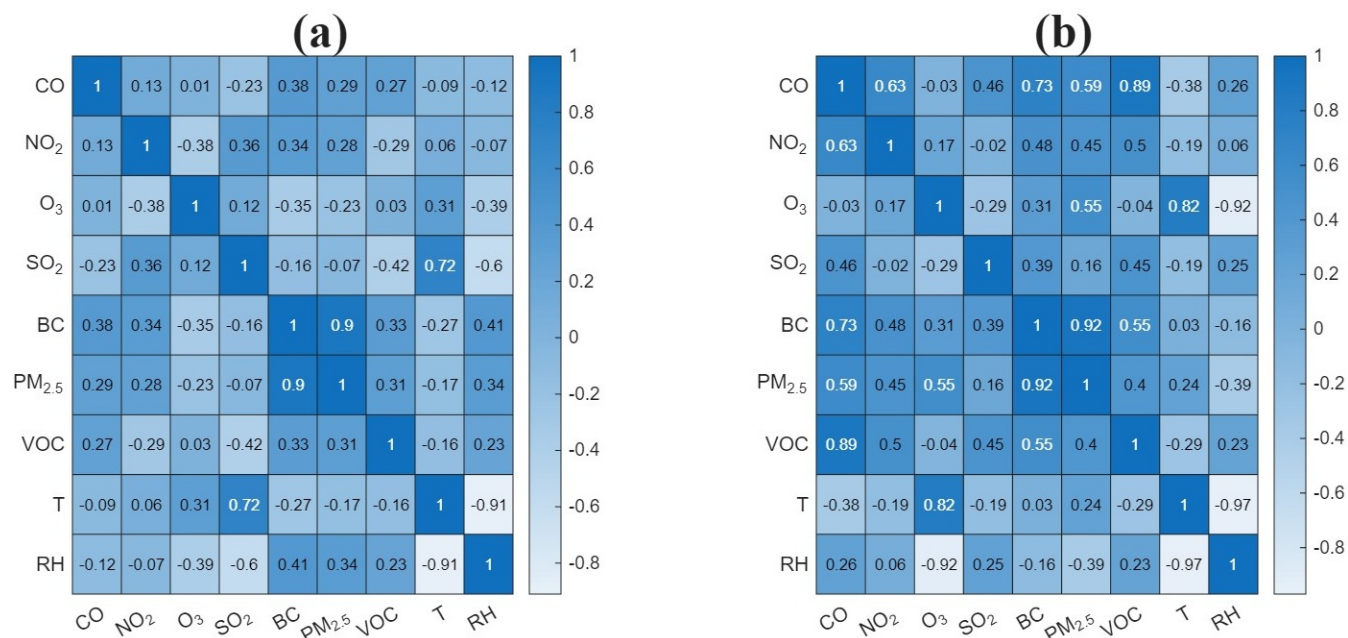 (a)
CO 1 0.13 0.01 -0.23 0.38 0.29 0.27 -0.09 -0.12
NO₂ 0.13 1 -0.38 0.36 0.34 0.28 -0.29 0.06 -0.07
O₃ 0.01 -0.38 1 0.12 -0.35 -0.23 0.03 0.31 -0.39
SO₂ -0.23 0.36 0.12 1 -0.16 -0.07 -0.42 0.72 -0.6
BC 0.38 0.34 -0.35 -0.16 1 0.9 0.33 -0.27 0.41
PM₂.₅ 0.29 0.28 -0.23 -0.07 0.9 1 0.31 -0.17 0.34
VOC 0.27 -0.29 0.03 -0.42 0.33 0.31 1 -0.16 0.23
T -0.09 0.06 0.31 0.72 -0.27 -0.17 -0.16 1 -0.91
RH -0.12 -0.07 -0.39 -0.6 0.41 0.34 0.23 -0.91 1
CO NO₂ O₃ SO₂ BC PM₂.₅ VOC T RH
1
0.8
0.6
0.4
0.2
0
-0.2
-0.4
-0.6
-0.8
(b)
CO 1 0.63 -0.03 0.46 0.73 0.59 0.89 -0.38 0.26
NO₂ 0.63 1 0.17 -0.02 0.48 0.45 0.5 -0.19 0.06
O₃ -0.03 0.17 1 -0.29 0.31 0.55 -0.04 0.82 -0.92
SO₂ 0.46 -0.02 -0.29 1 0.39 0.16 0.45 -0.19 0.25
BC 0.73 0.48 0.31 0.39 1 0.92 0.55 0.03 -0.16
PM₂.₅ 0.59 0.45 0.55 0.16 0.92 1 0.4 0.24 -0.39
VOC 0.89 0.5 -0.04 0.45 0.55 0.4 1 -0.29 0.23
T -0.38 -0.19 0.82 -0.19 0.03 0.24 -0.29 1 -0.97
RH 0.26 0.06 -0.92 0.25 -0.16 -0.39 0.23 -0.97 1
CO NO₂ O₃ SO₂ BC PM₂.₅ VOC T RH
1
0.8
0.6
0.4
0.2
0
-0.2
-0.4
-0.6
-0.8